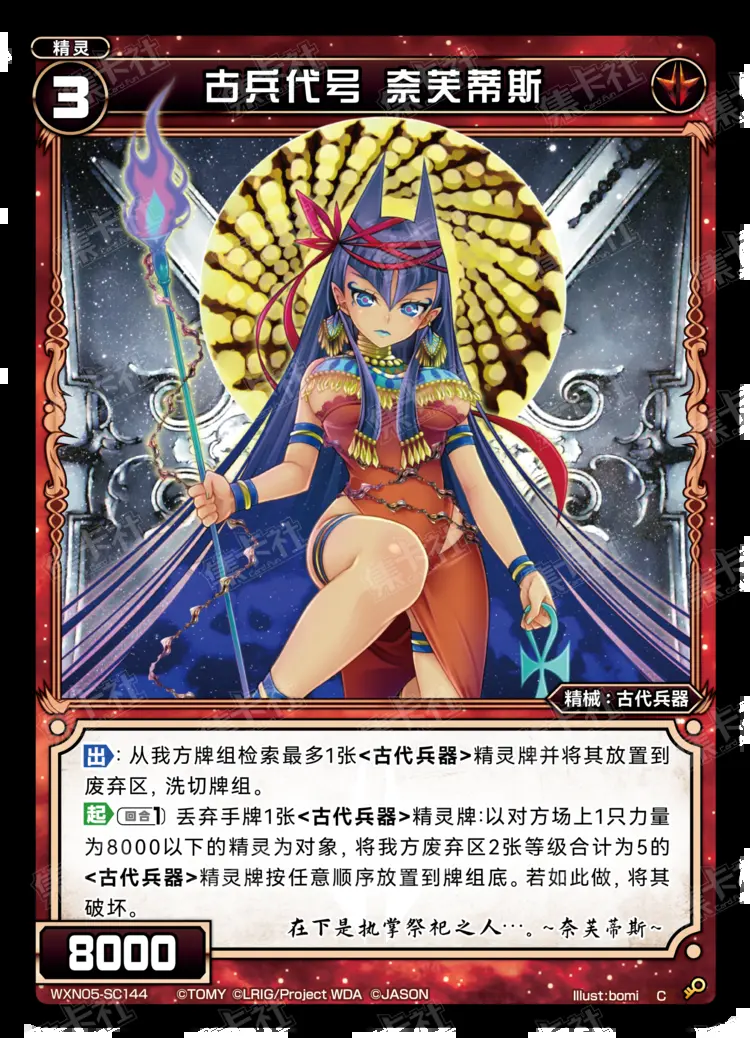 精灵
3
古兵代号 奈芙蒂斯
精械：古代兵器
出：从我方牌组检索最多1张<古代兵器>精灵牌并将其放置到
废弃区，洗切牌组。
起 回合1 丢弃手牌1张<古代兵器>精灵牌：以对方场上1只力量
为8000以下的精灵为对象，将我方废弃区2张等级合计为5的
<古代兵器>精灵牌按任意顺序放置到牌组底。若如此做，将其
破坏。
在下是执掌祭祀之人…。~奈芙蒂斯~
8000
WXN05-SC144 ©TOMY ©LRIG/Project WDA ©JASON Illust:bomi C
集卡社